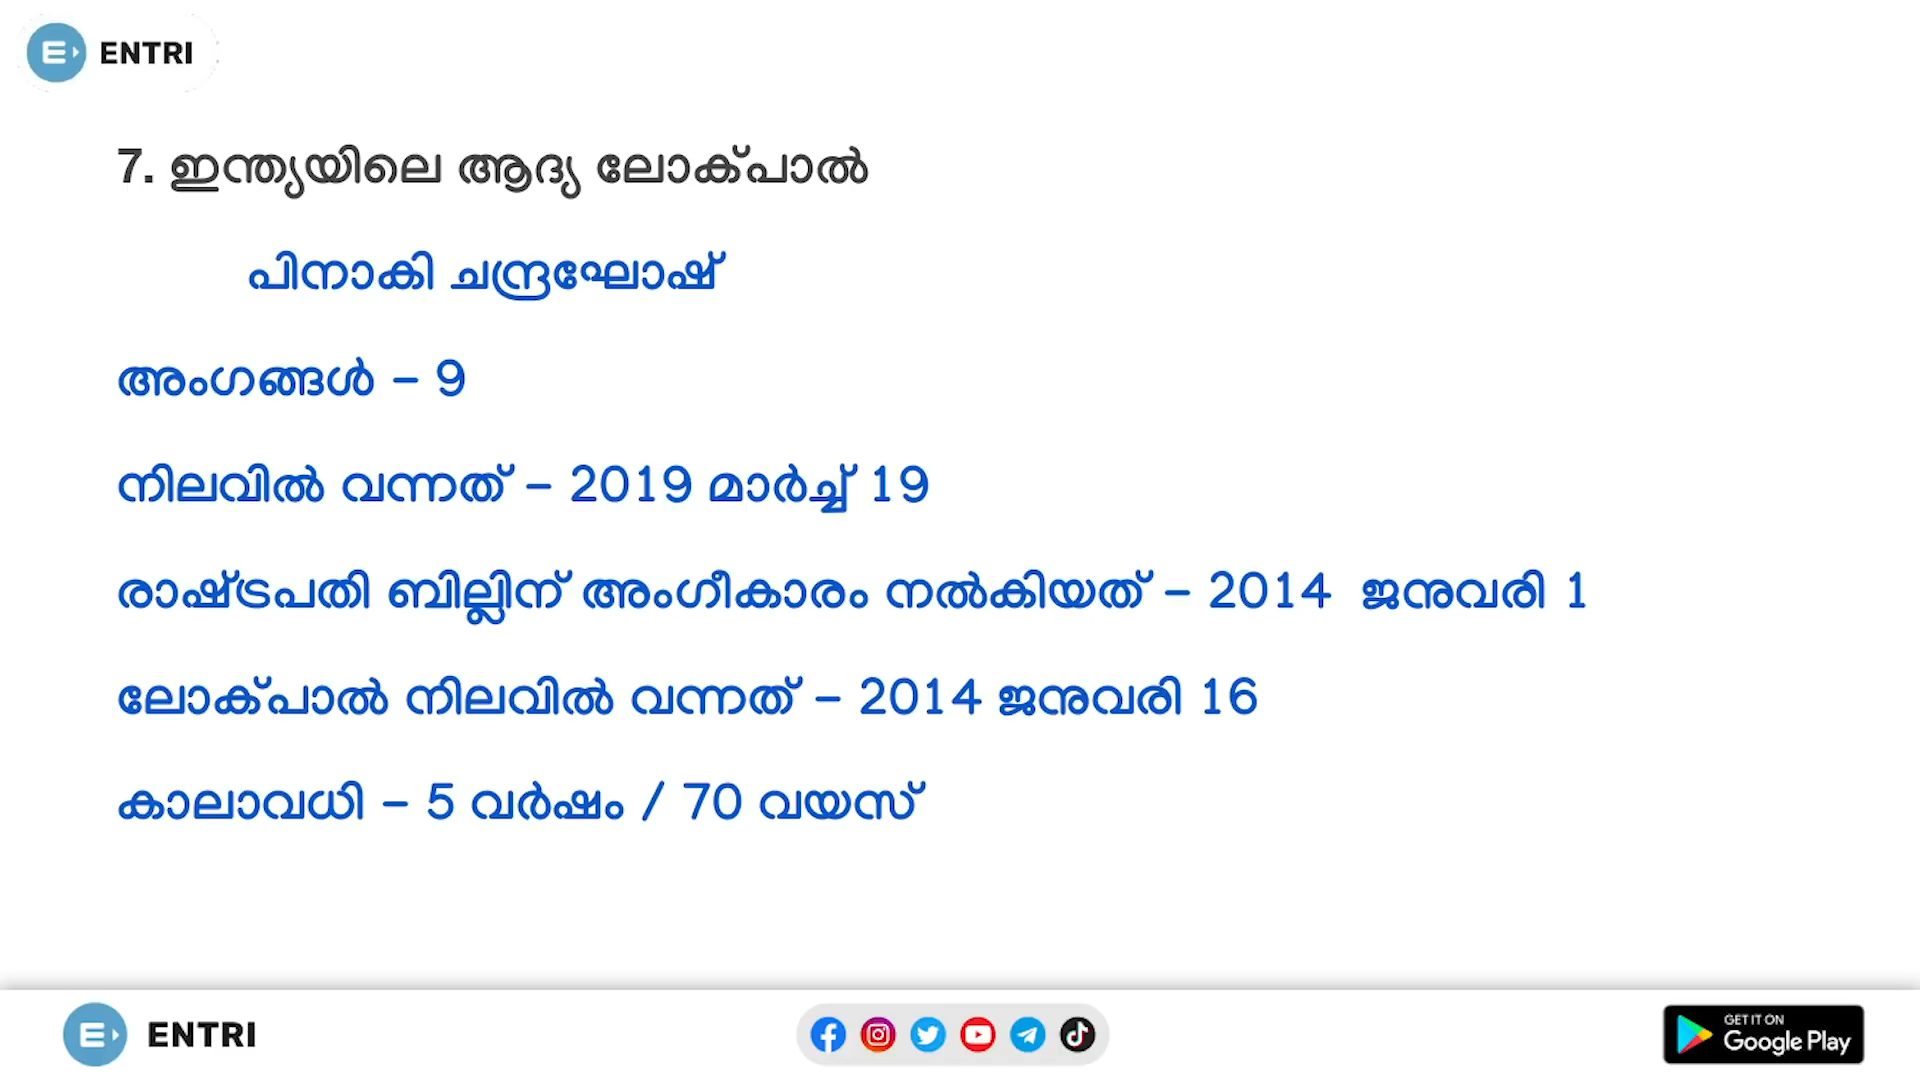 ENTRI
7. ഇന്ത്യയിലെ ആദ്യ ലോക്പാൽ
പിനാകി ചന്ദ്രഘോഷ്
അംഗങ്ങൾ – 9
നിലവിൽ വന്നത് – 2019 മാർച്ച് 19
രാഷ്ട്രപതി ബില്ലിന് അംഗീകാരം നൽകിയത് – 2014 ജനുവരി 1
ലോക്പാൽ നിലവിൽ വന്നത് – 2014 ജനുവരി 16
കാലാവധി – 5 വർഷം / 70 വയസ്
ENTRI
GET IT ON
Google Play